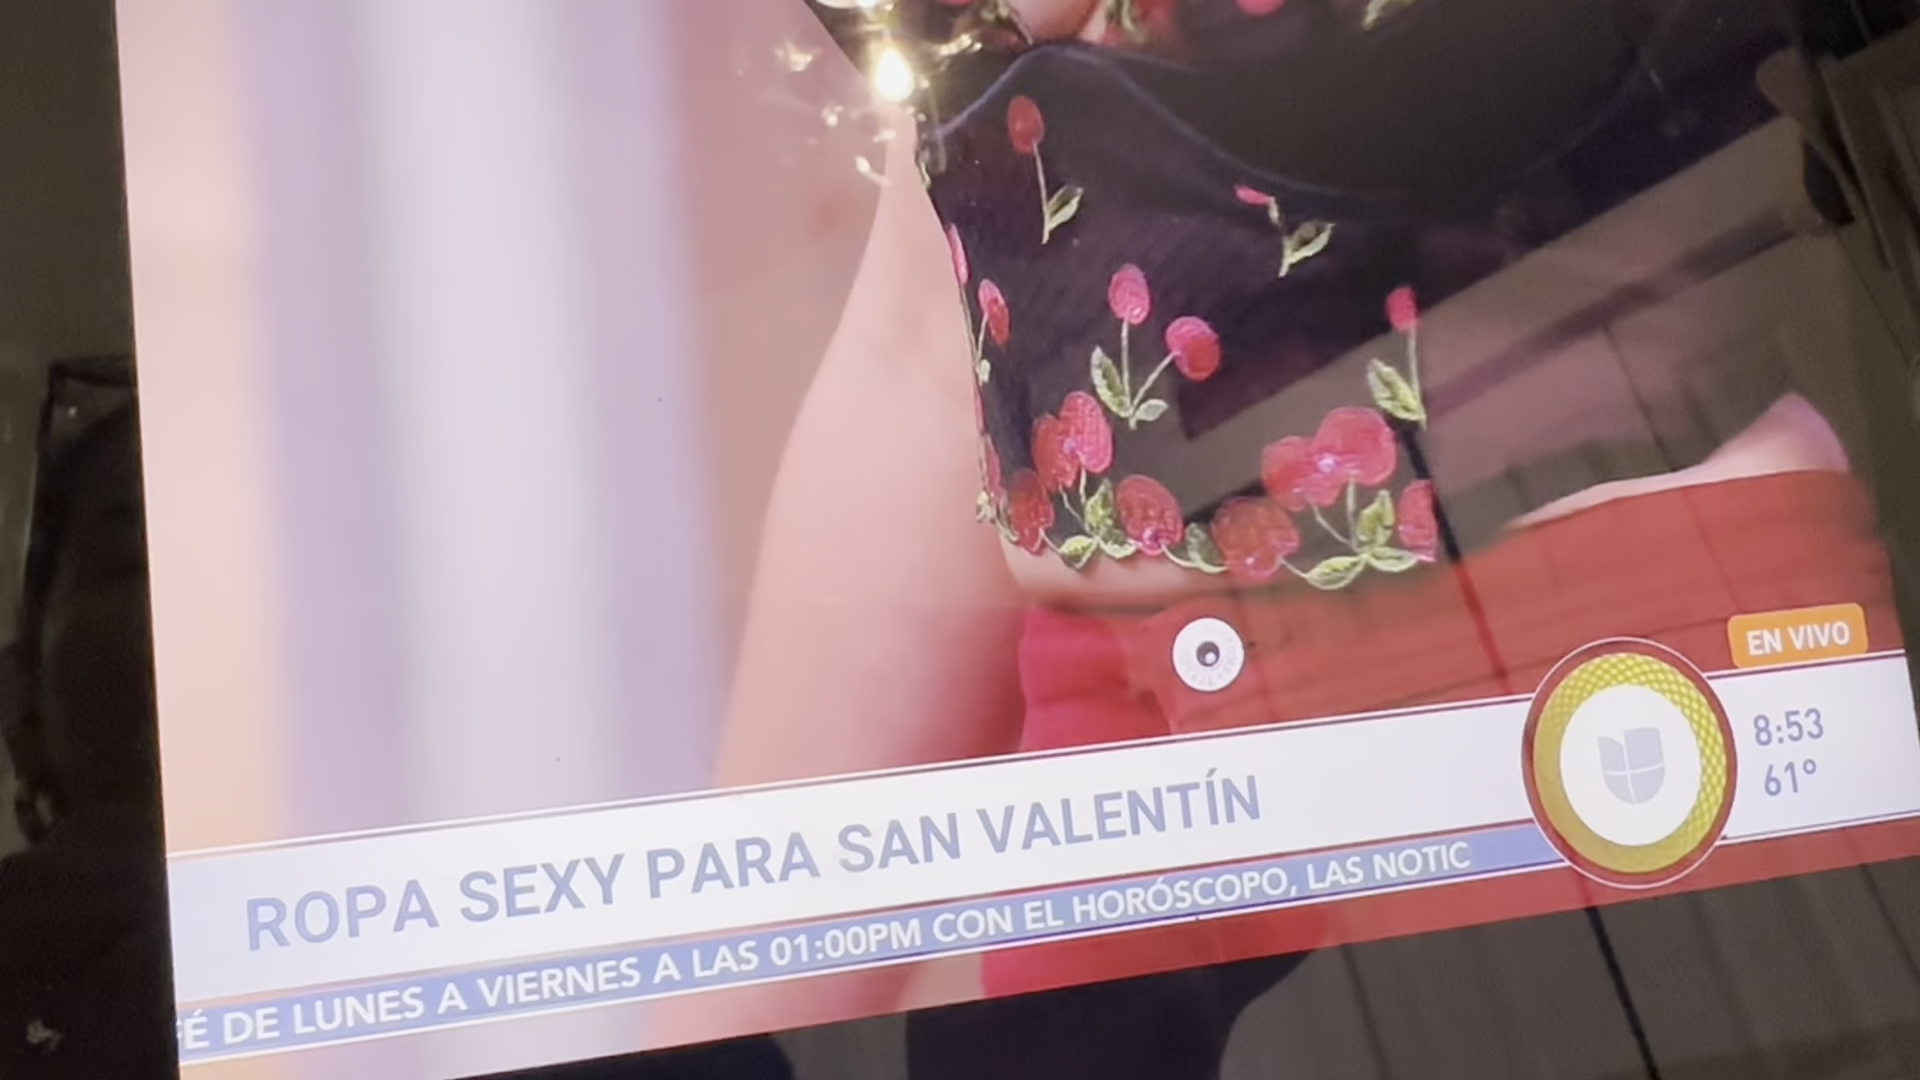 EN VIVO
8:53
61°
ROPA SEXY PARA SAN VALENTÍN
FÉ DE LUNES A VIERNES A LAS 01:00PM CON EL HORÓSCOPO, LAS NOTIC